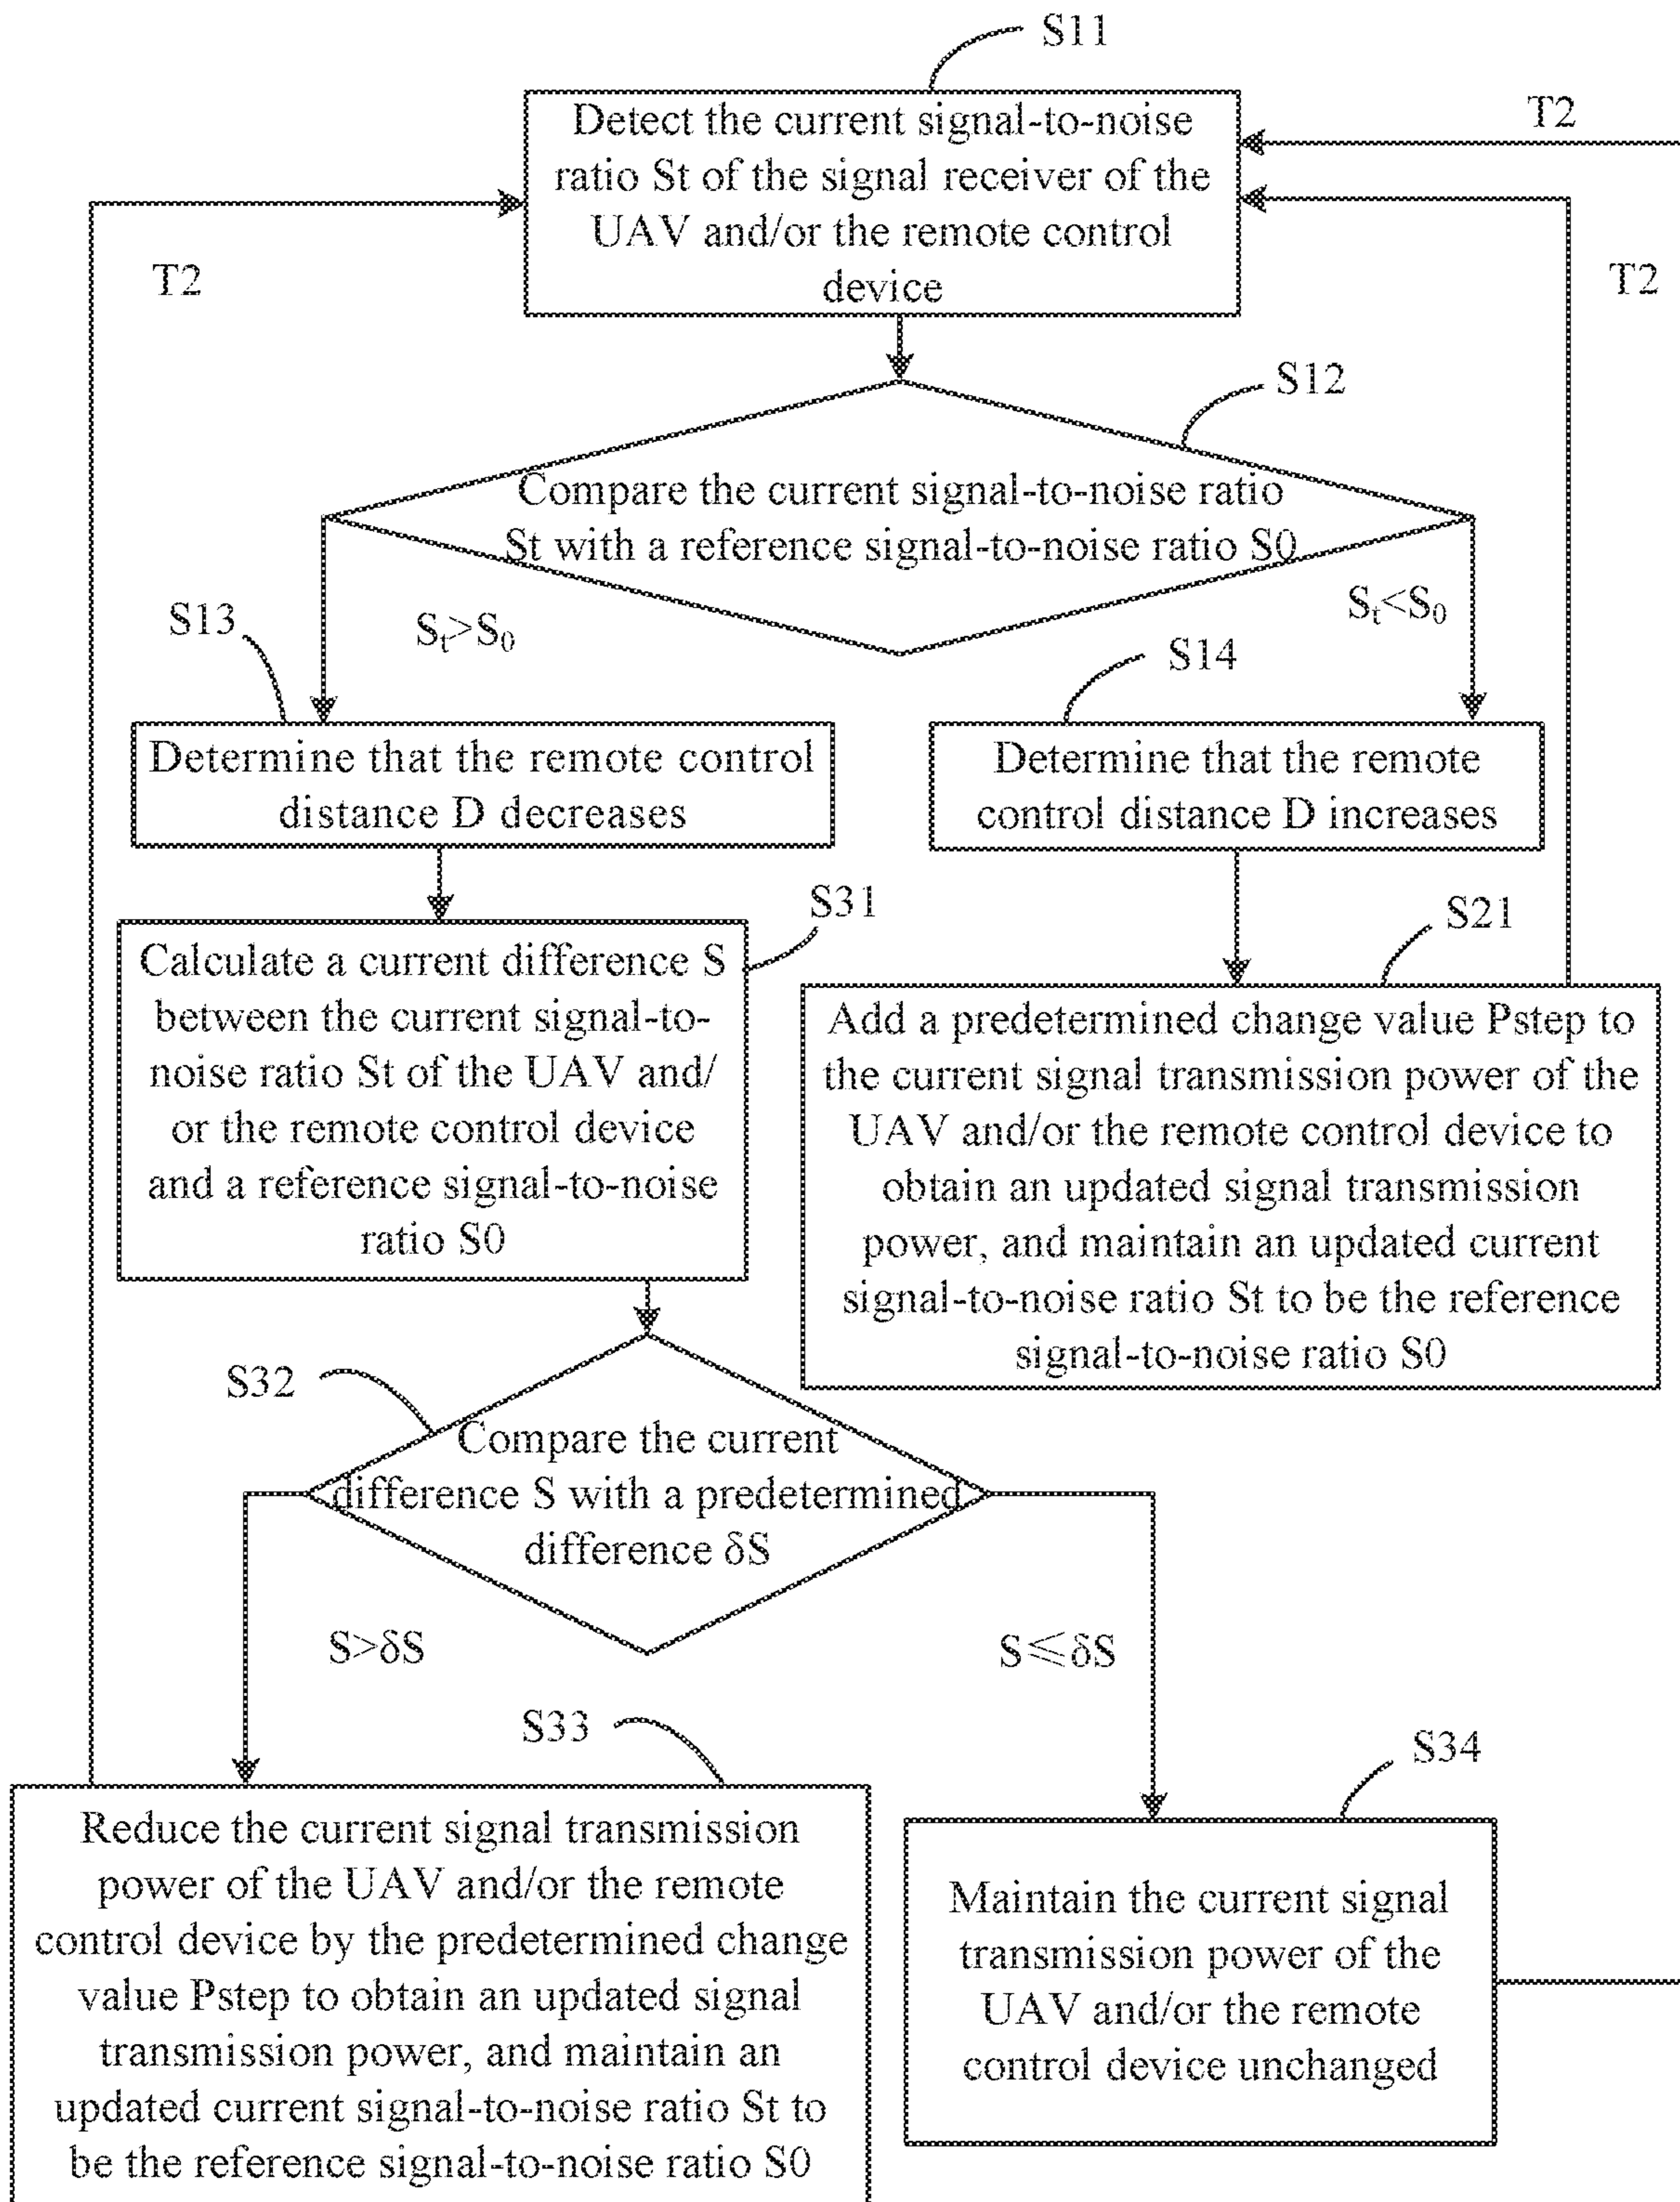 S11
Detect the current signal-to-noise
ratio St of the signal receiver of the
UAV and/or the remote control
device
T2
T2
T2
S12
Compare the current signal-to-noise ratio
St with a reference signal-to-noise ratio S0
S13
St>S0
St<S0
S14
Determine that the remote control
distance D decreases
Determine that the remote
control distance D increases
S31
Calculate a current difference S
between the current signal-to-
noise ratio St of the UAV and/
or the remote control device
and a reference signal-to-noise
ratio S0
S21
Add a predetermined change value Pstep to
the current signal transmission power of the
UAV and/or the remote control device to
obtain an updated signal transmission
power, and maintain an updated current
signal-to-noise ratio St to be the reference
signal-to-noise ratio S0
S32
Compare the current
difference S with a predetermined
difference δS
S>δS
S≤δS
S33
Reduce the current signal transmission
power of the UAV and/or the remote
control device by the predetermined change
value Pstep to obtain an updated signal
transmission power, and maintain an
updated current signal-to-noise ratio St to
be the reference signal-to-noise ratio S0
S34
Maintain the current signal
transmission power of the
UAV and/or the remote
control device unchanged